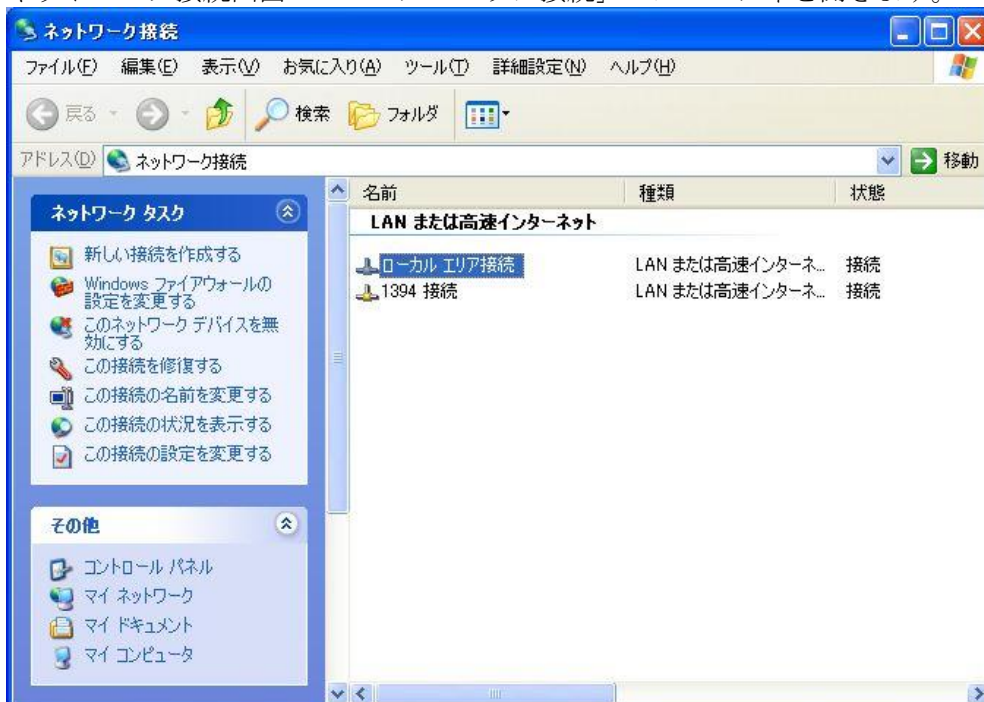 ネットワーク接続
ファイル(F) 編集(E) 表示(V) お気に入り(A) ツール(T) 詳細設定(N) ヘルプ(H)
戻る 検索 フォルダ
アドレス(D) ネットワーク接続 移動
ネットワーク タスク
新しい接続を作成する
Windows ファイアウォールの
設定を変更する
このネットワーク デバイスを無
効にする
この接続を修復する
この接続の名前を変更する
この接続の状況を表示する
この接続の設定を変更する
その他
コントロール パネル
マイ ネットワーク
マイ ドキュメント
マイ コンピュータ
名前 種類 状態
LAN または高速インターネット
ローカル エリア接続 LAN または高速インターネ... 接続
1394 接続 LAN または高速インターネ... 接続